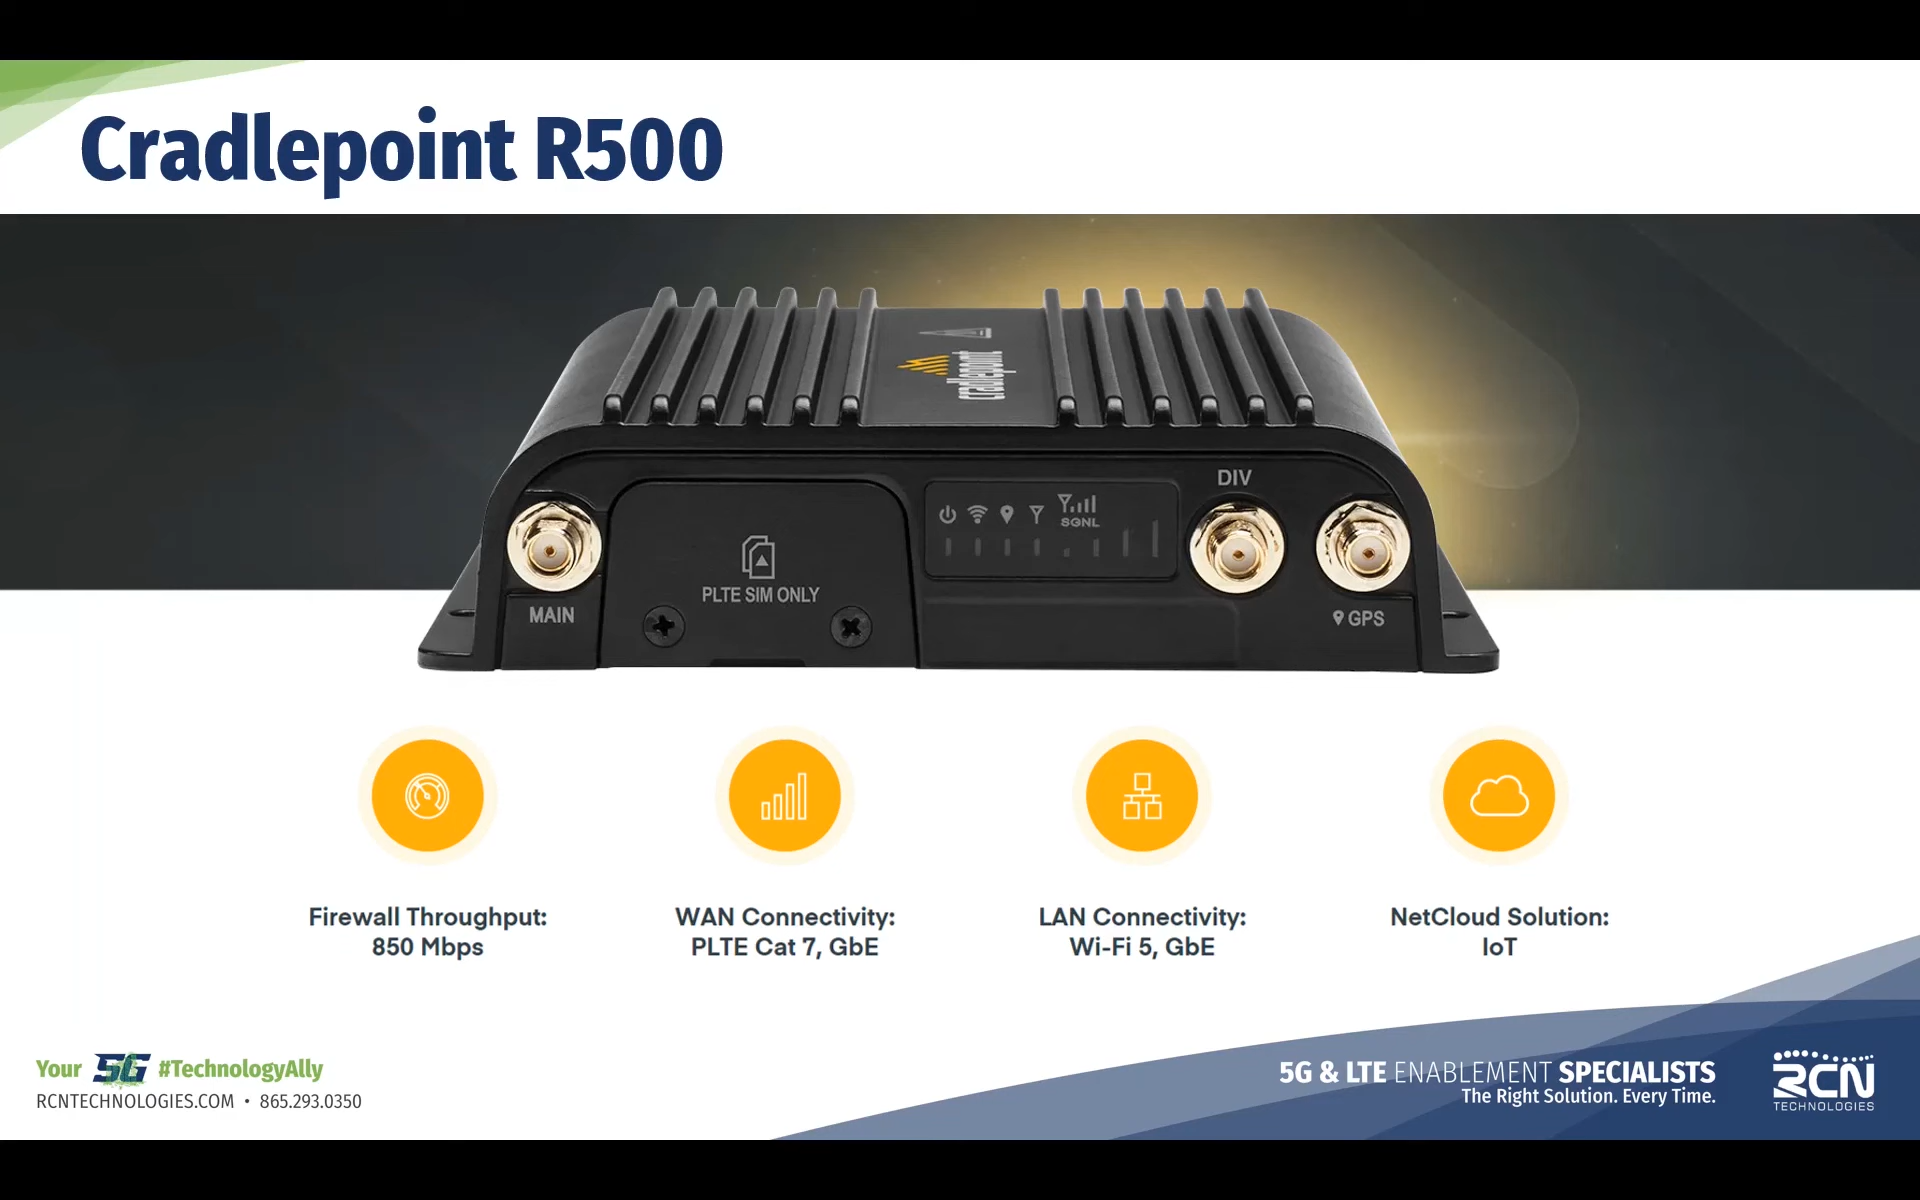 Cradlepoint R500
cradlepoint
DIV
SGNL
PLTE SIM ONLY
MAIN
GPS
Firewall Throughput:
850 Mbps
WAN Connectivity:
PLTE Cat 7, GbE
LAN Connectivity:
Wi-Fi 5, GbE
NetCloud Solution:
IoT
Your 5G #TechnologyAlly
RCNTECHNOLOGIES.COM • 865.293.0350
5G & LTE ENABLEMENT SPECIALISTS
The Right Solution. Every Time.
RCN
TECHNOLOGIES